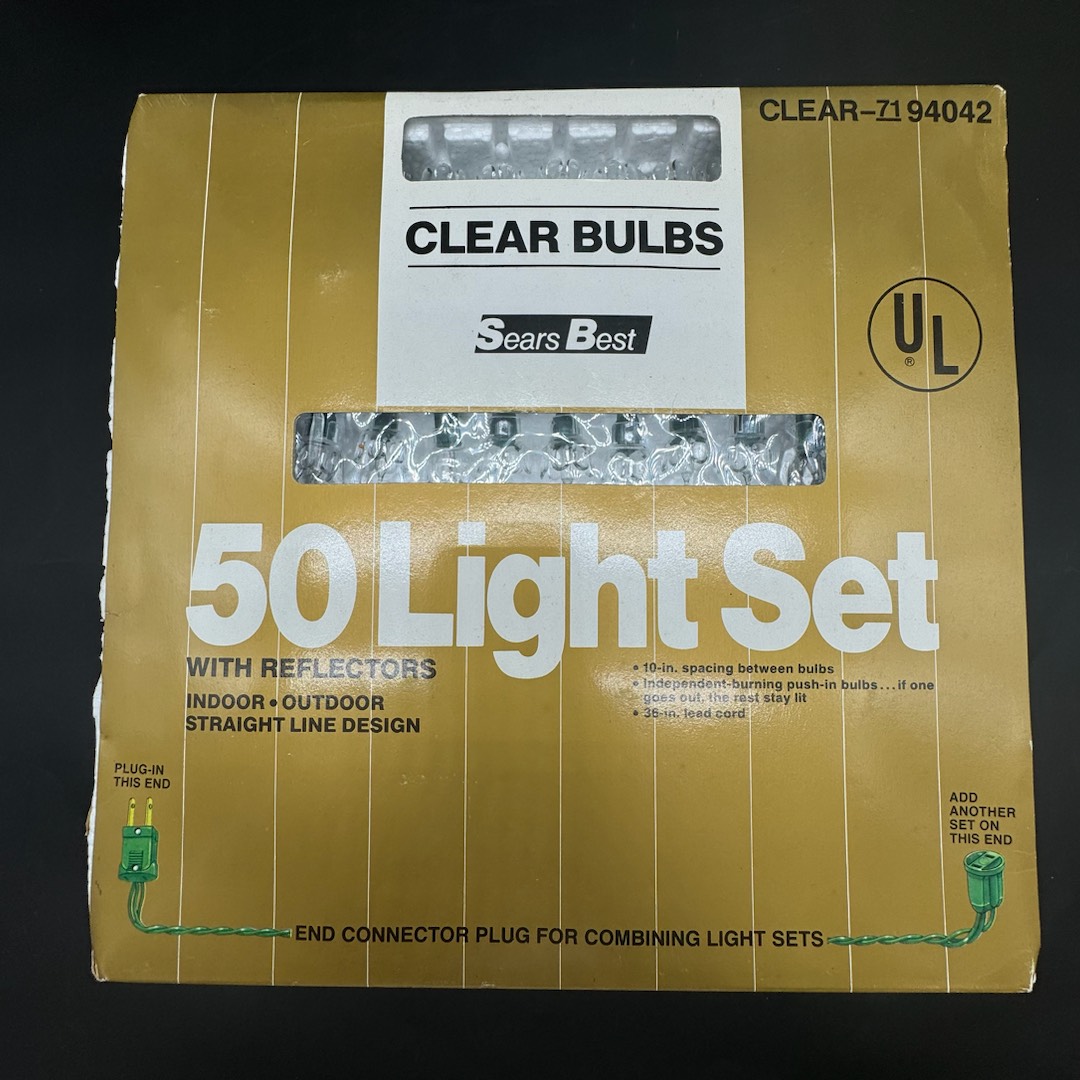 CLEAR–71 94042
CLEAR BULBS
Sears Best
UL
®
50 Light Set
WITH REFLECTORS
INDOOR • OUTDOOR
STRAIGHT LINE DESIGN
• 10-in. spacing between bulbs
• Independent-burning push-in bulbs...if one
goes out, the rest stay lit
• 36-in. lead cord
PLUG-IN
THIS END
ADD
ANOTHER
SET ON
THIS END
END CONNECTOR PLUG FOR COMBINING LIGHT SETS